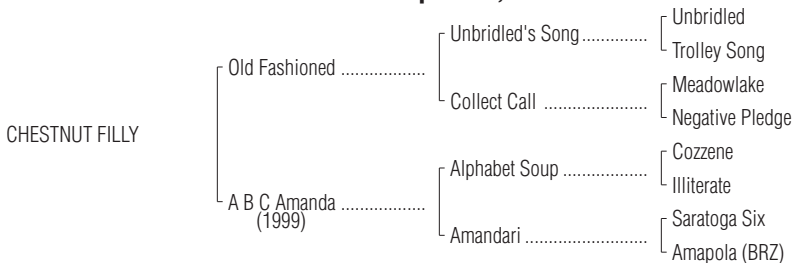 Unbridled
Unbridled's Song ..............
Trolley Song
Old Fashioned ..................
Meadowlake
Collect Call ......................
Negative Pledge
CHESTNUT FILLY
Cozzene
Alphabet Soup ..................
Illiterate
A B C Amanda ..................
(1999)
Saratoga Six
Amandari ..........................
Amapola (BRZ)